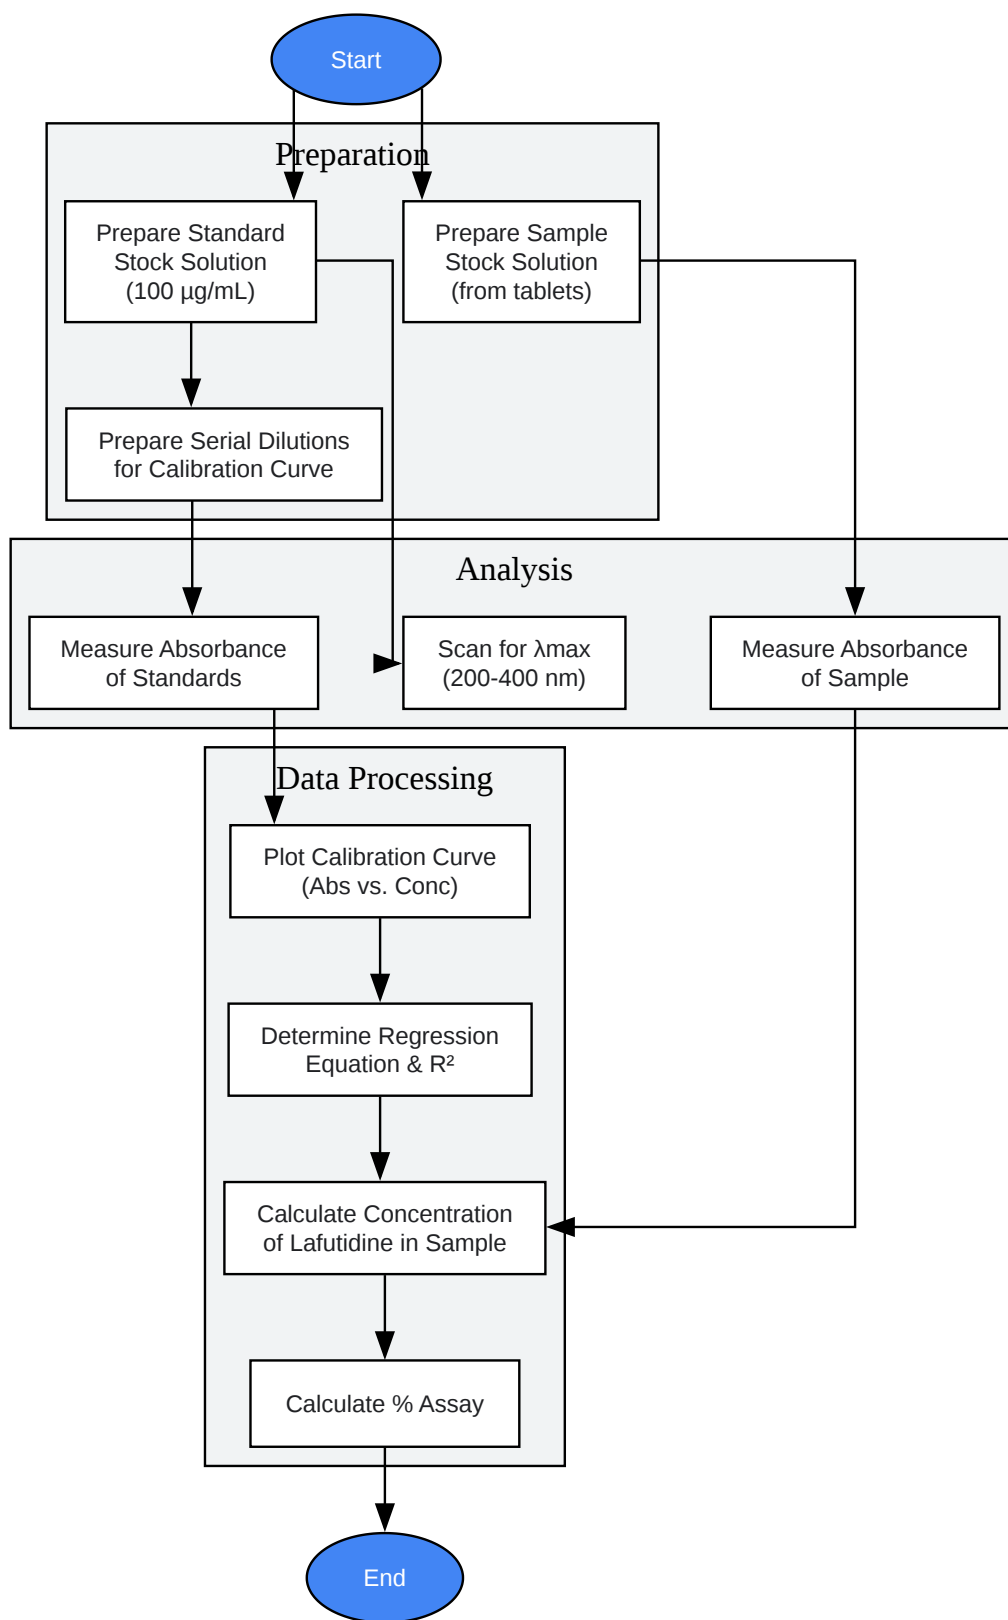 Start
Preparation
Prepare Standard
Stock Solution
(100 µg/mL)
Prepare Sample
Stock Solution
(from tablets)
Prepare Serial Dilutions
for Calibration Curve
Analysis
Measure Absorbance
of Standards
Scan for λmax
(200-400 nm)
Measure Absorbance
of Sample
Data Processing
Plot Calibration Curve
(Abs vs. Conc)
Determine Regression
Equation & R²
Calculate Concentration
of Lafutidine in Sample
Calculate % Assay
End